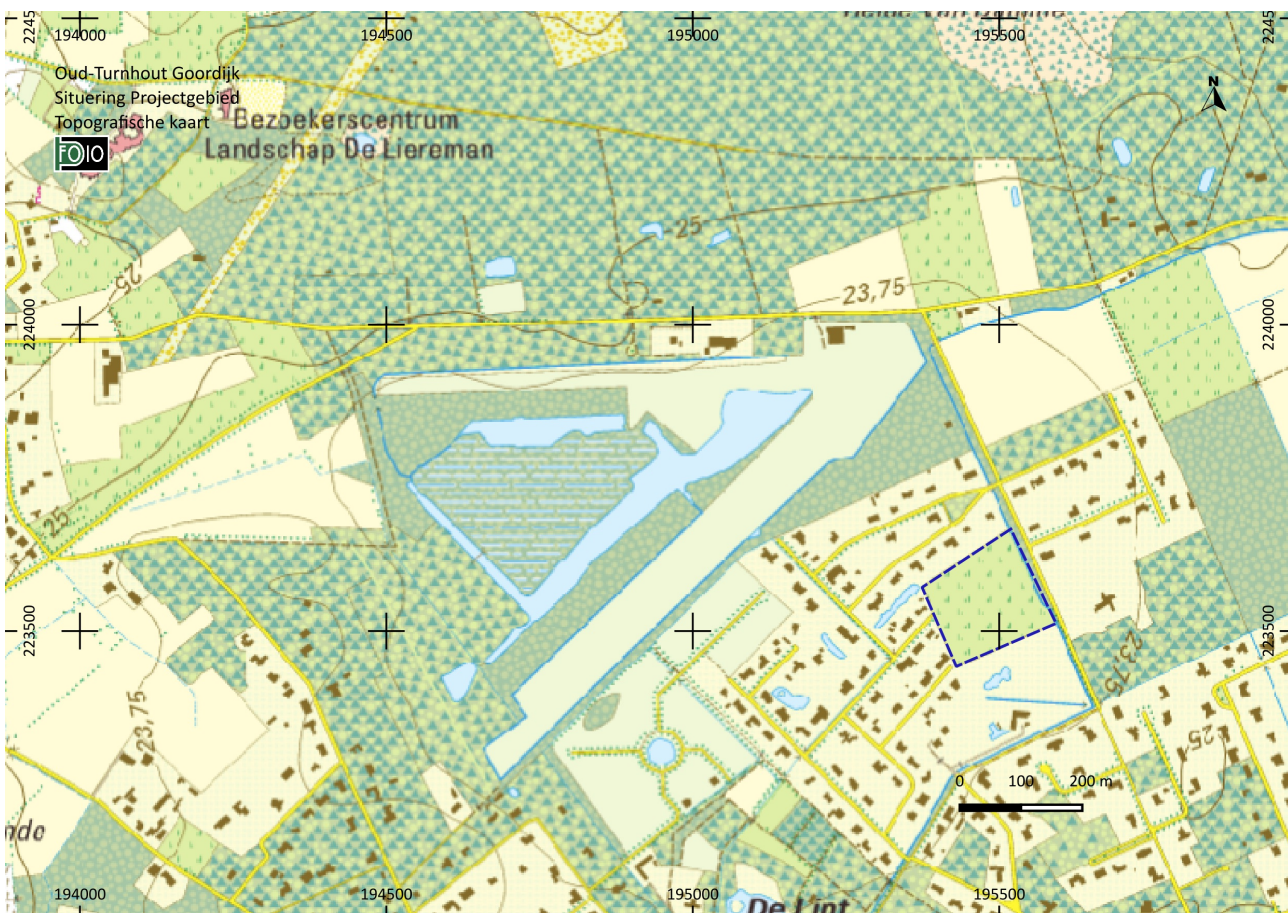 194000
194500
195000
195500
Oud-Turnhout Goordijk
Situering Projectgebied
Topografische kaart
FOLIO
N
Bezoekerscentrum
Landschap De Liereman
25
25
23,75
224000
224000
25
223500
223500
23,75
23,75
25
0 100 200 m
194000
194500
195000
195500
De Lint